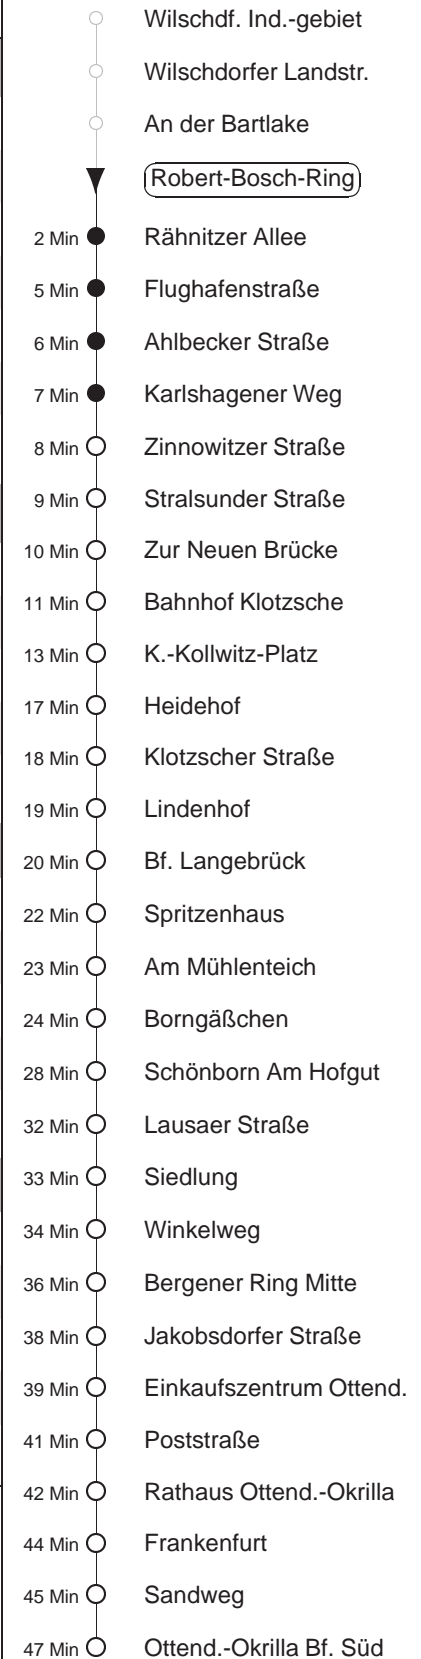 Wilschdf. Ind.-gebiet
Wilschdorfer Landstr.
An der Bartlake
Robert-Bosch-Ring
2 Min Rähnitzer Allee
5 Min Flughafenstraße
6 Min Ahlbecker Straße
7 Min Karlshagener Weg
8 Min Zinnowitzer Straße
9 Min Stralsunder Straße
10 Min Zur Neuen Brücke
11 Min Bahnhof Klotzsche
13 Min K.-Kollwitz-Platz
17 Min Heidehof
18 Min Klotzscher Straße
19 Min Lindenhof
20 Min Bf. Langebrück
22 Min Spritzenhaus
23 Min Am Mühlenteich
24 Min Borngäßchen
28 Min Schönborn Am Hofgut
32 Min Lausaer Straße
33 Min Siedlung
34 Min Winkelweg
36 Min Bergener Ring Mitte
38 Min Jakobsdorfer Straße
39 Min Einkaufszentrum Ottend.
41 Min Poststraße
42 Min Rathaus Ottend.-Okrilla
44 Min Frankenfurt
45 Min Sandweg
47 Min Ottend.-Okrilla Bf. Süd